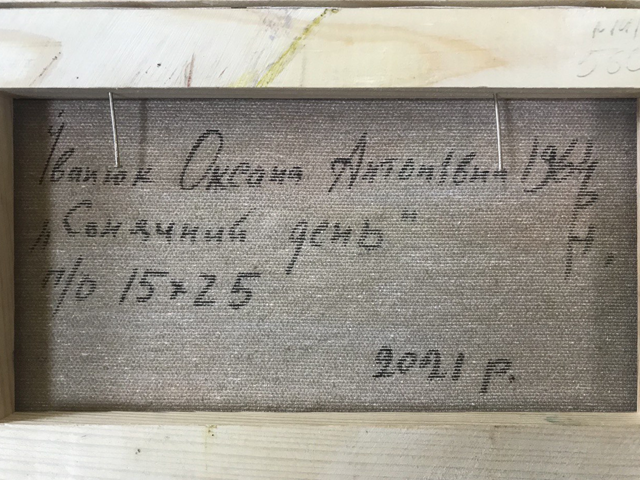 Іванюк Оксана Антонівна 1964
р
н.
„Сонячний день"
п/о 15×25
2021 р.